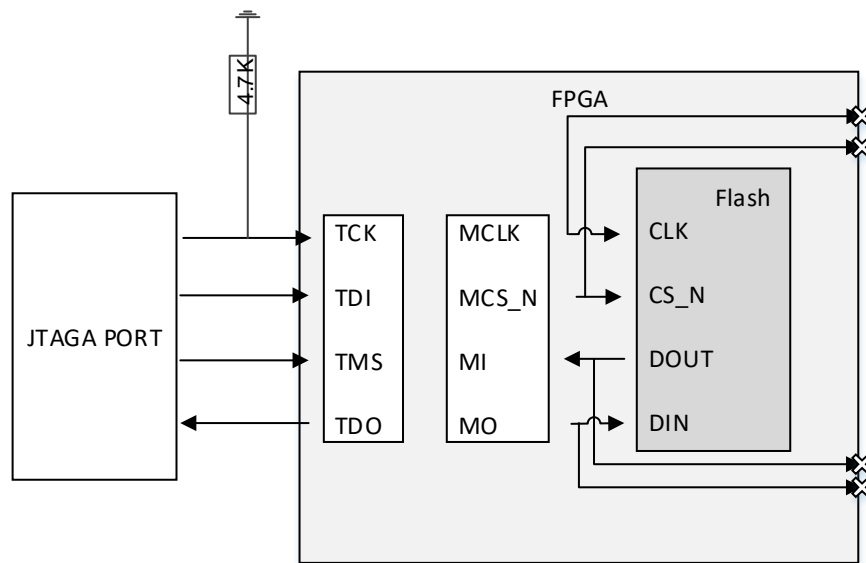 4.7K
FPGA
Flash
JTAGA PORT
TCK
TDI
TMS
TDO
MCLK
MCS_N
MI
MO
CLK
CS_N
DOUT
DIN